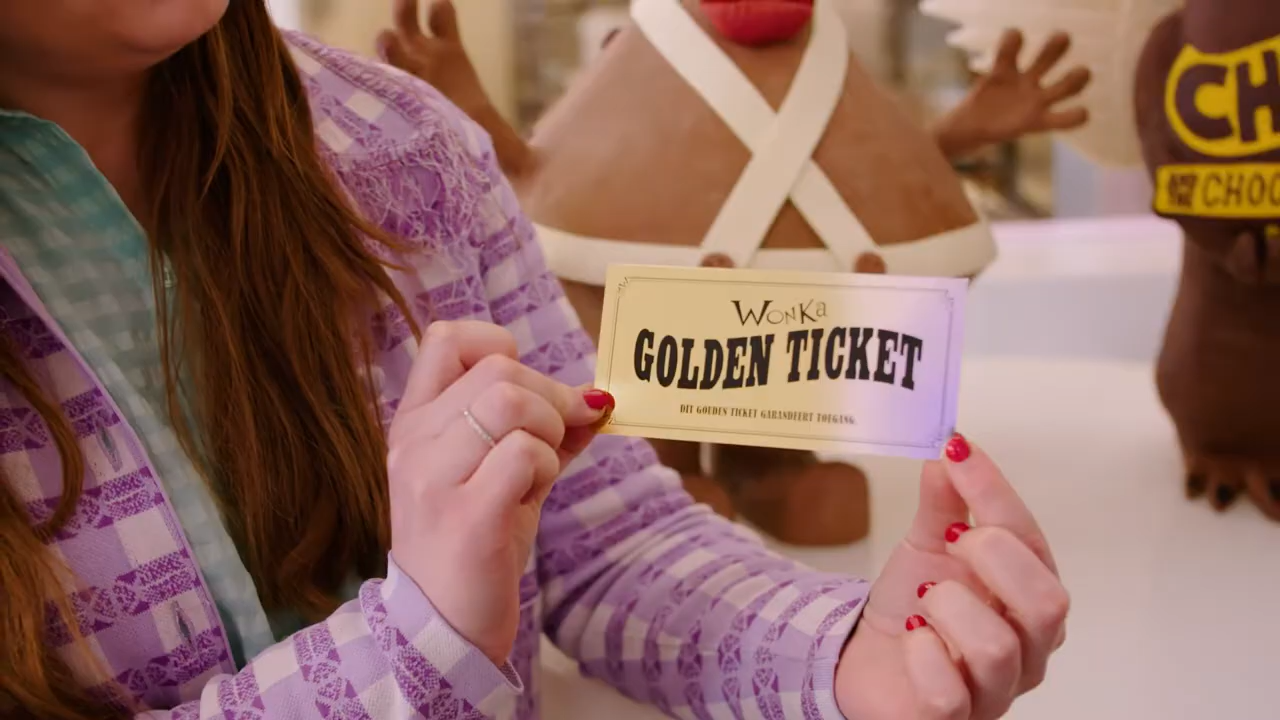 WonKa
GOLDEN TICKET
DIT GOUDEN TICKET GARANDEERT TOEGANG.
CH
CHOC